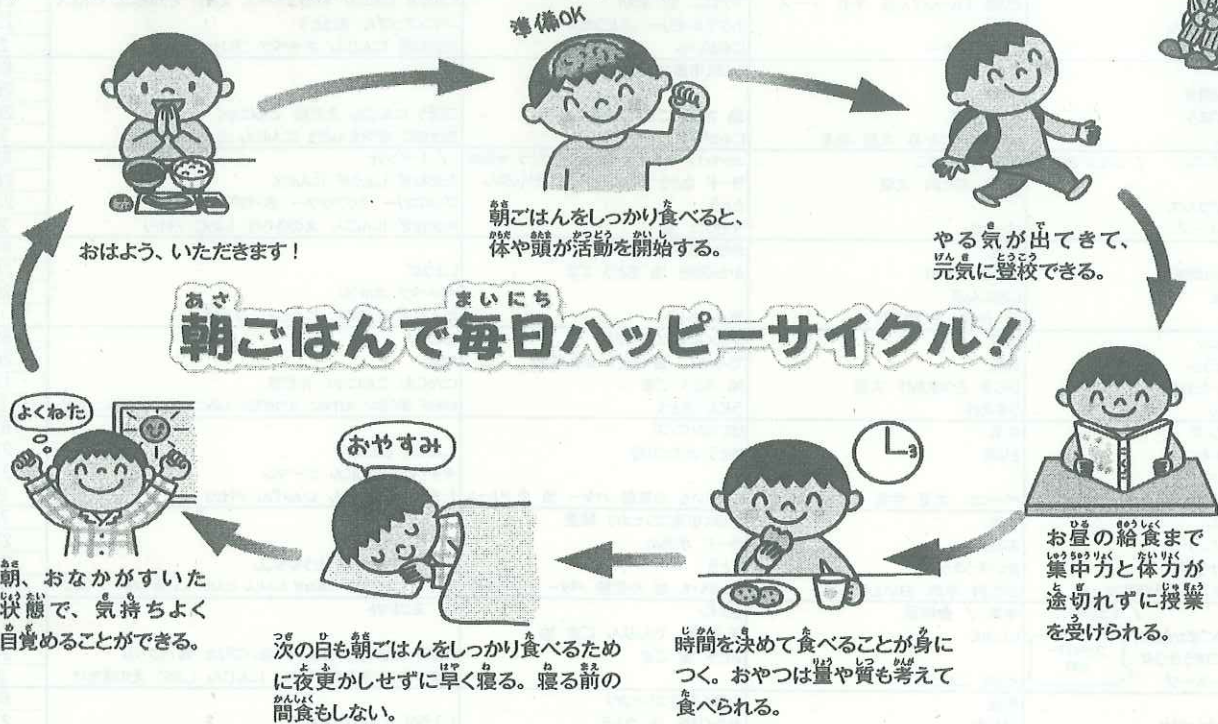 おはよう、いただきます！
準備OK
朝ごはんをしっかり食べると、
体や頭が活動を開始する。
やる気が出てきて、
元気に登校できる。
朝ごはんで毎日ハッピーサイクル！
お昼の給食まで
集中力と体力が
途切れずに授業
を受けられる。
3
時間を決めて食べることが身に
つく。おやつは量や質も考えて
食べられる。
おやすみ
次の日も朝ごはんをしっかり食べるため
に夜更かしせずに早く寝る。寝る前の
間食もしない。
よくねた
朝、おなかがすいた
状態で、気持ちよく
目覚めることができる。